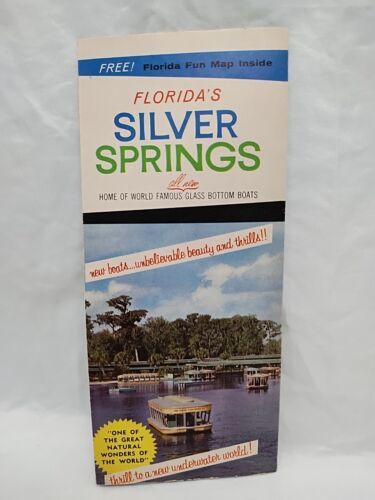 FREE! Florida Fun Map Inside
FLORIDA'S
SILVER
SPRINGS
all new
HOME OF WORLD FAMOUS GLASS BOTTOM BOATS
new boats...unbelievable beauty and thrills!!
"ONE OF
THE GREAT
NATURAL
WONDERS OF
THE WORLD"
thrill to a new underwater world!